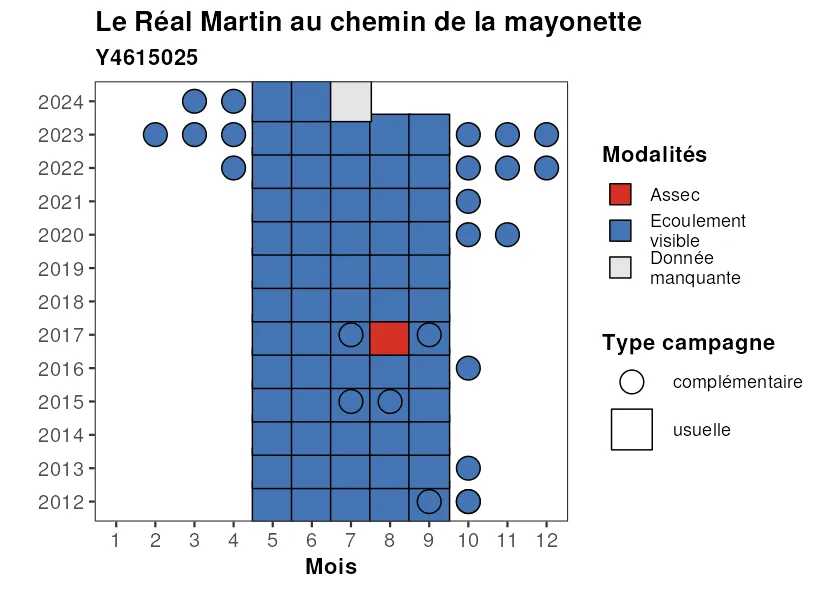 Le Réal Martin au chemin de la mayonette
Y4615025
2024
2023
2022
2021
2020
2019
2018
2017
2016
2015
2014
2013
2012
1 2 3 4 5 6 7 8 9 10 11 12
Mois
Modalités
Assec
Ecoulement
visible
Donnée
manquante
Type campagne
complémentaire
usuelle